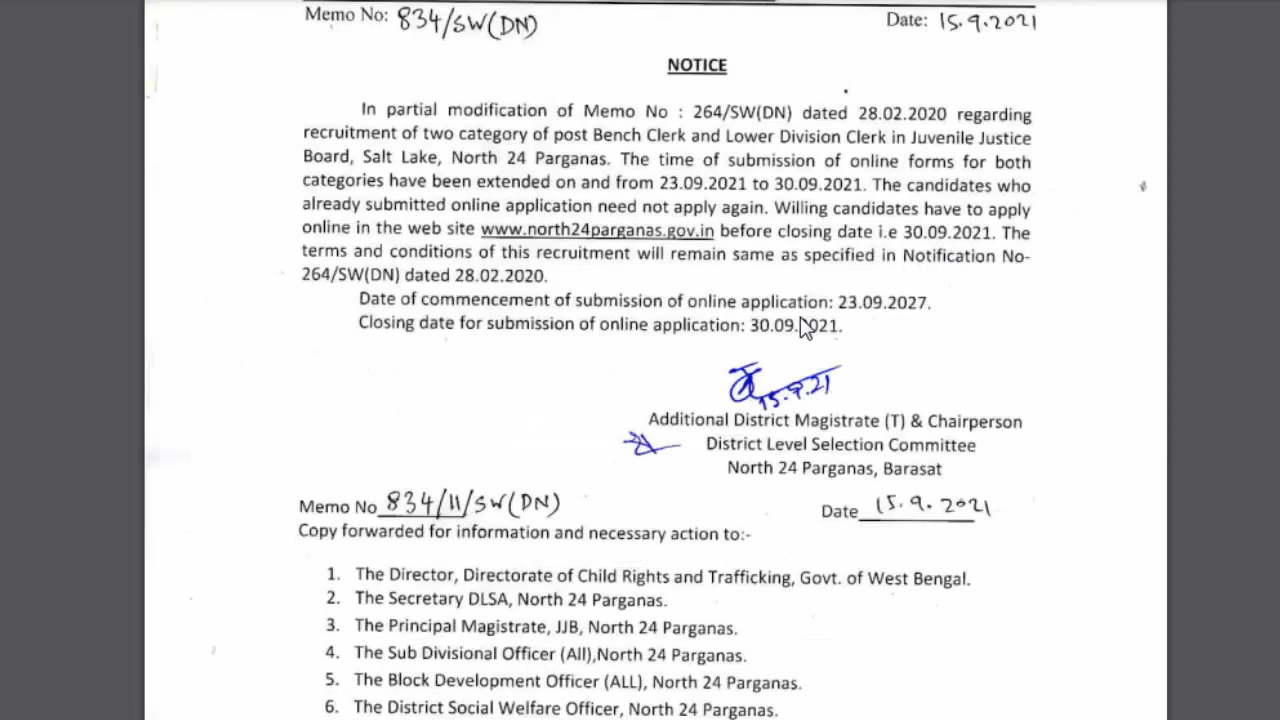 Memo No: 834/SW(DN) Date: 15.9.2021
NOTICE
In partial modification of Memo No : 264/SW(DN) dated 28.02.2020 regarding
recruitment of two category of post Bench Clerk and Lower Division Clerk in Juvenile Justice
Board, Salt Lake, North 24 Parganas. The time of submission of online forms for both
categories have been extended on and from 23.09.2021 to 30.09.2021. The candidates who
already submitted online application need not apply again. Willing candidates have to apply
online in the web site www.north24parganas.gov.in before closing date i.e 30.09.2021. The
terms and conditions of this recruitment will remain same as specified in Notification No-
264/SW(DN) dated 28.02.2020.
Date of commencement of submission of online application: 23.09.2027.
Closing date for submission of online application: 30.09.2021.
15.9.21
Additional District Magistrate (T) & Chairperson
District Level Selection Committee
North 24 Parganas, Barasat
Memo No 834/11/SW(DN) Date 15.9.2021
Copy forwarded for information and necessary action to:-
1. The Director, Directorate of Child Rights and Trafficking, Govt. of West Bengal.
2. The Secretary DLSA, North 24 Parganas.
3. The Principal Magistrate, JJB, North 24 Parganas.
4. The Sub Divisional Officer (All),North 24 Parganas.
5. The Block Development Officer (ALL), North 24 Parganas.
6. The District Social Welfare Officer, North 24 Parganas.